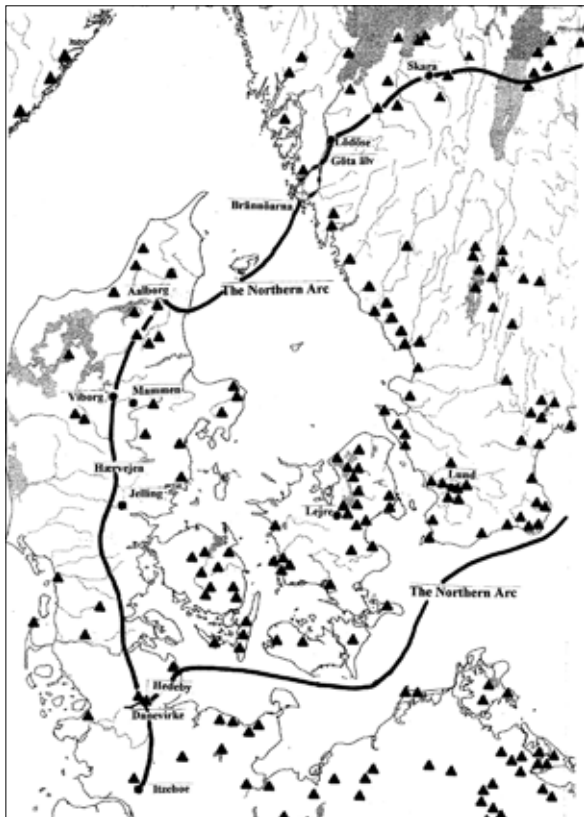 Skara
Lödöse
Göta älv
Brännöarna
The Northern Arc
Aalborg
Viborg
Mammen
Hærvejen
Jelling
Lund
Lejre
The Northern Arc
Hedeby
Danevirke
Itzehoe